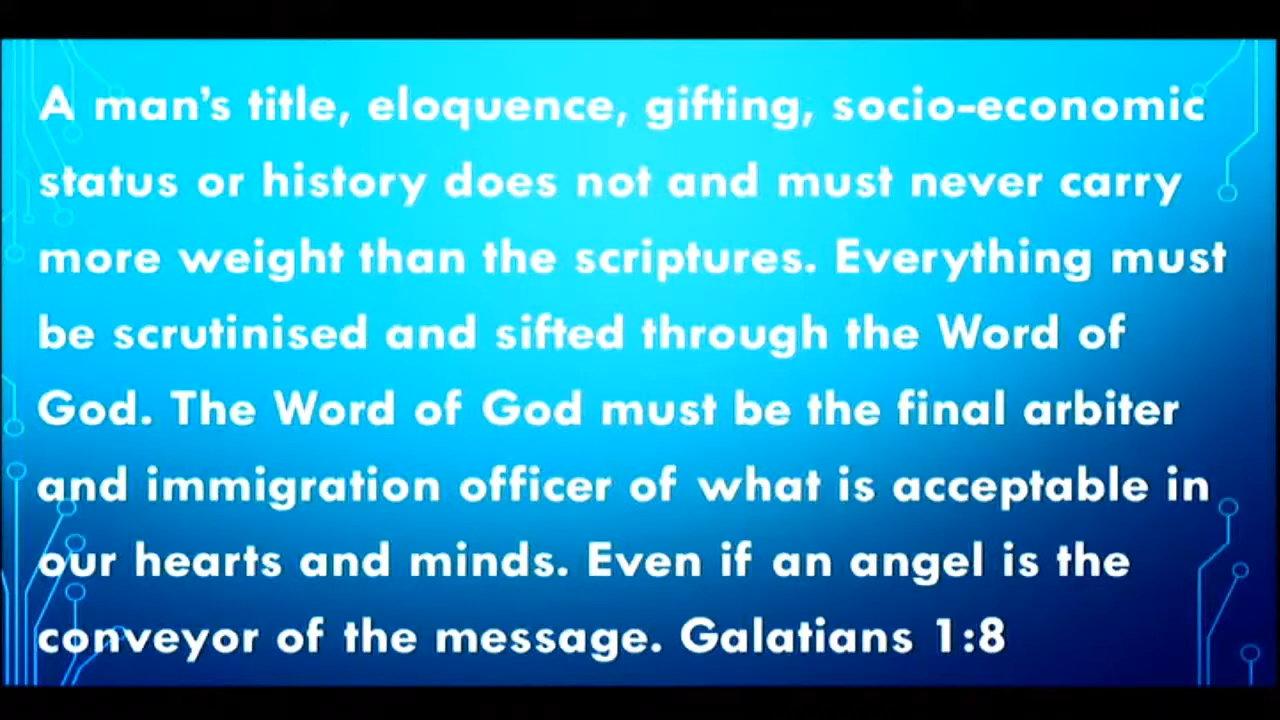 A man's title, eloquence, gifting, socio-economic
status or history does not and must never carry
more weight than the scriptures. Everything must
be scrutinised and sifted through the Word of
God. The Word of God must be the final arbiter
and immigration officer of what is acceptable in
our hearts and minds. Even if an angel is the
conveyor of the message. Galatians 1:8